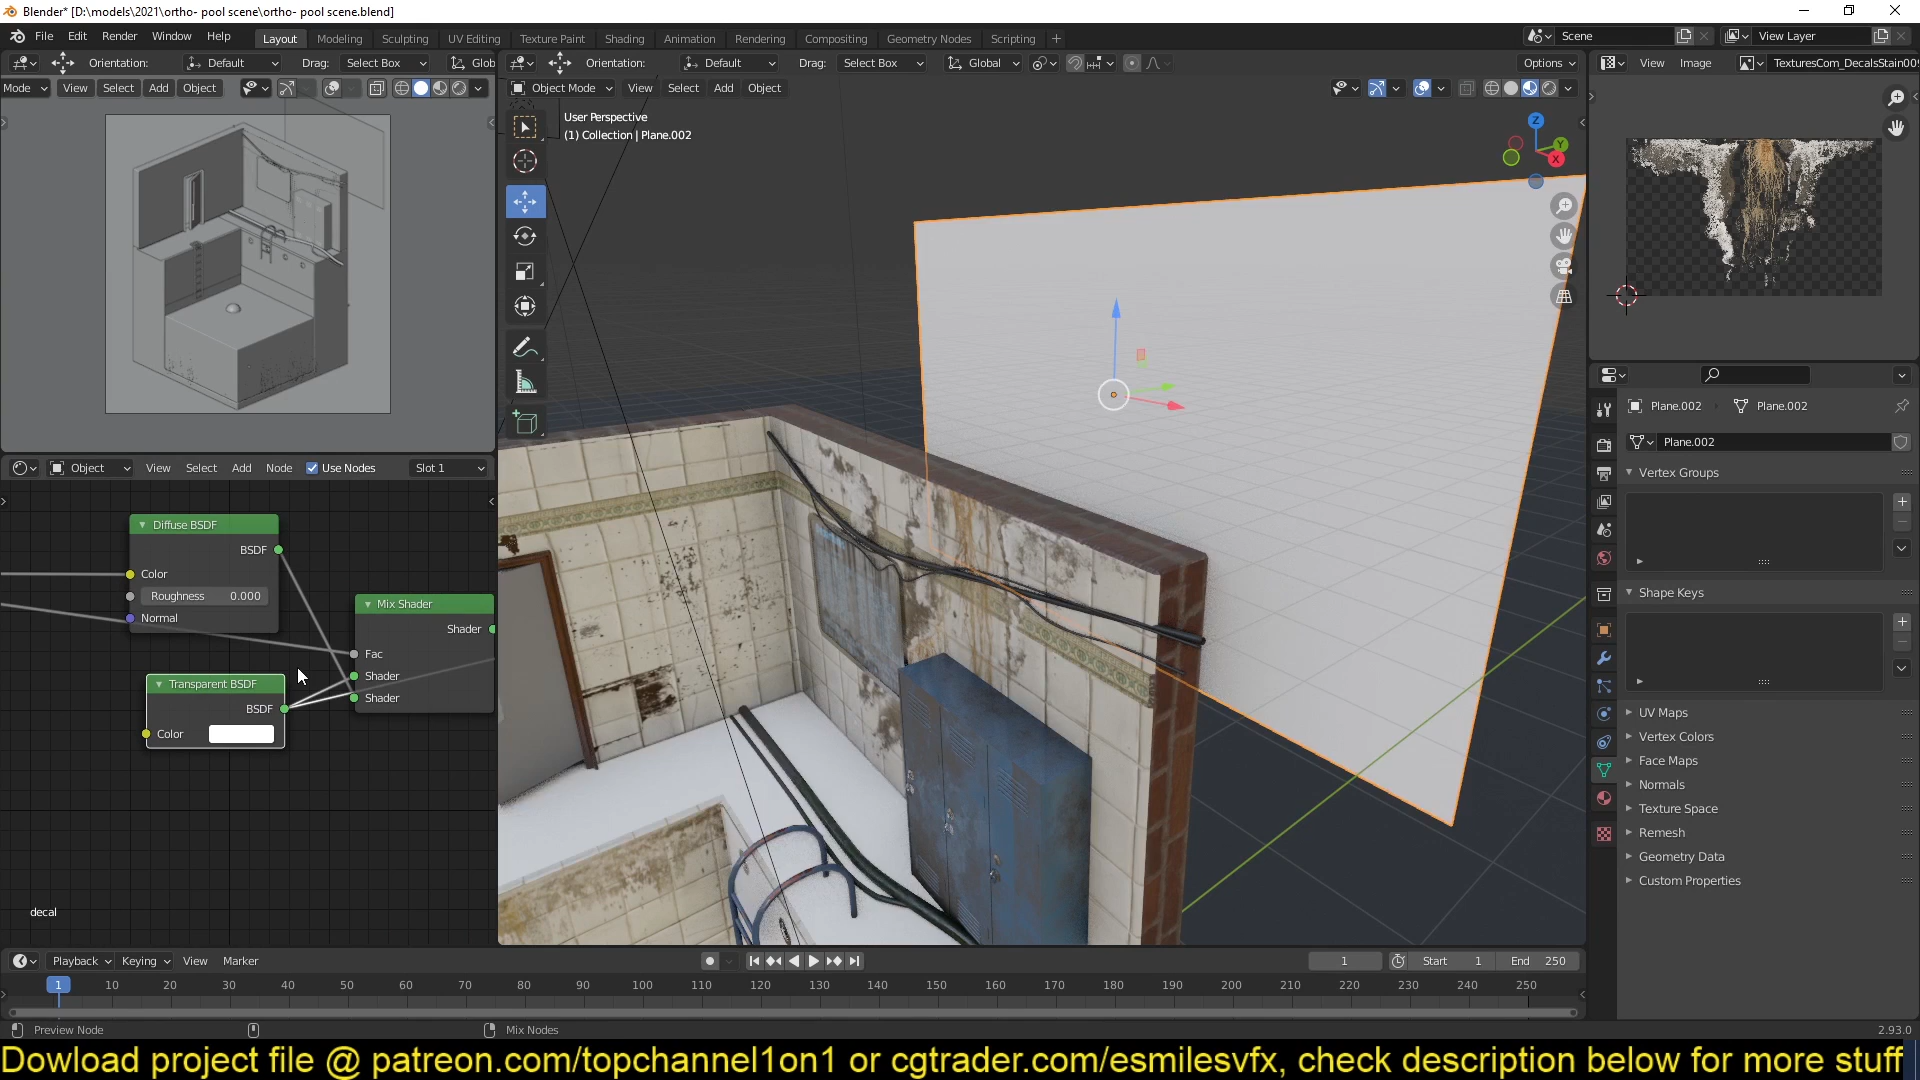 Blender* [D:\models\2021\ortho- pool scene\ortho- pool scene.blend]
File Edit Render Window Help Layout Modeling Sculpting UV Editing Texture Paint Shading Animation Rendering Compositing Geometry Nodes Scripting + Scene View Layer
Orientation: Default Drag: Select Box Glob Orientation: Default Drag: Select Box Global Options View Image TexturesCom_DecalsStain00
Mode View Select Add Object Object Mode View Select Add Object
User Perspective
(1) Collection | Plane.002
Z
Y
X
Plane.002 Plane.002
Plane.002
Vertex Groups
Shape Keys
UV Maps
Vertex Colors
Face Maps
Normals
Texture Space
Remesh
Geometry Data
Custom Properties
Object View Select Add Node Use Nodes Slot 1
Diffuse BSDF
BSDF
Color
Roughness 0.000
Normal
Mix Shader
Shader
Fac
Shader
Shader
Transparent BSDF
BSDF
Color
decal
Playback Keying View Marker 1 Start 1 End 250
1 10 20 30 40 50 60 70 80 90 100 110 120 130 140 150 160 170 180 190 200 210 220 230 240 250
Preview Node Mix Nodes 2.93.0
Dowload project file @ patreon.com/topchannel1on1 or cgtrader.com/esmilesvfx, check description below for more stuff